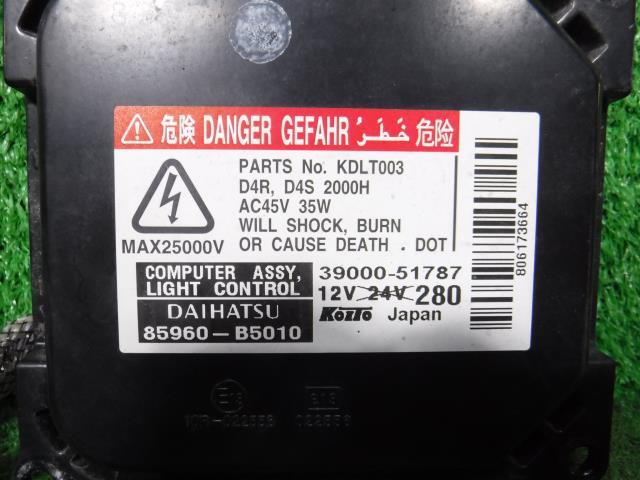 危険 DANGER GEFAHR خَطَرُ 危险
PARTS No. KDLT003
D4R, D4S 2000H
AC45V 35W
WILL SHOCK, BURN
OR CAUSE DEATH . DOT
MAX25000V
COMPUTER ASSY,
LIGHT CONTROL
DAIHATSU
85960-B5010
39000-51787
12V 24V 280
Koito Japan
806173664